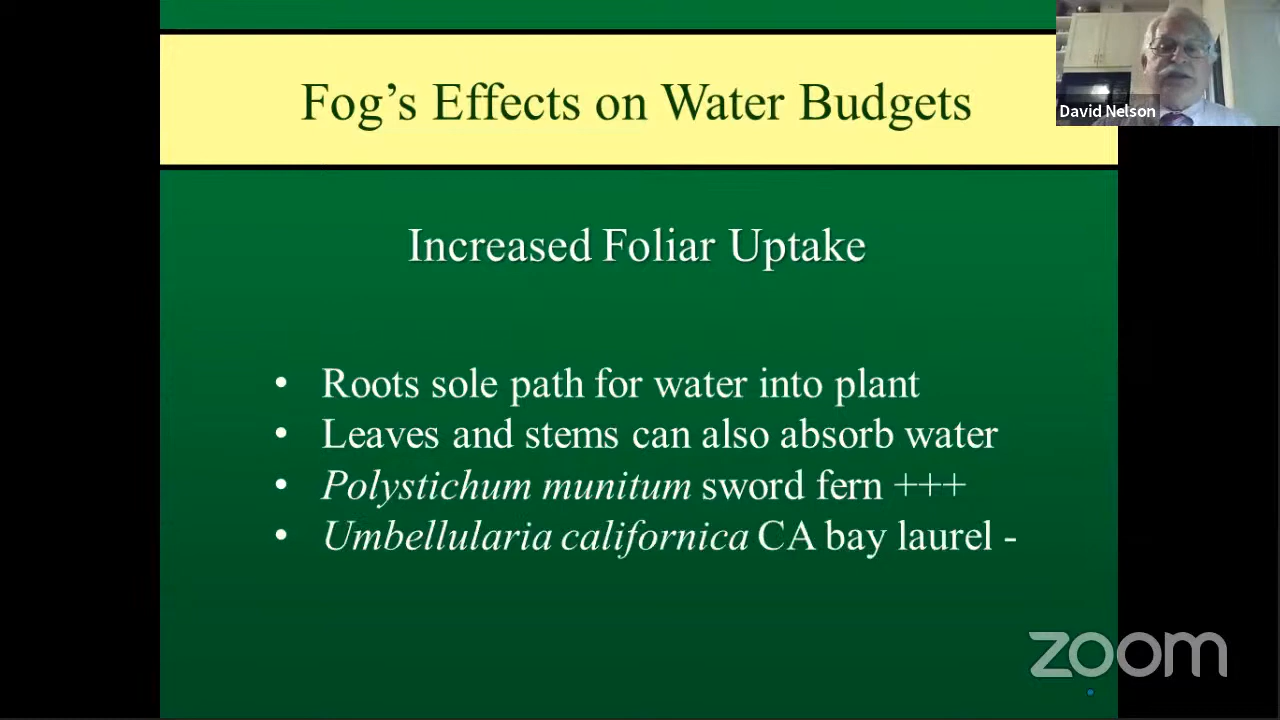 Fog's Effects on Water Budgets
David Nelson
Increased Foliar Uptake
• Roots sole path for water into plant
• Leaves and stems can also absorb water
• Polystichum munitum sword fern +++
• Umbellularia californica CA bay laurel -
zoom